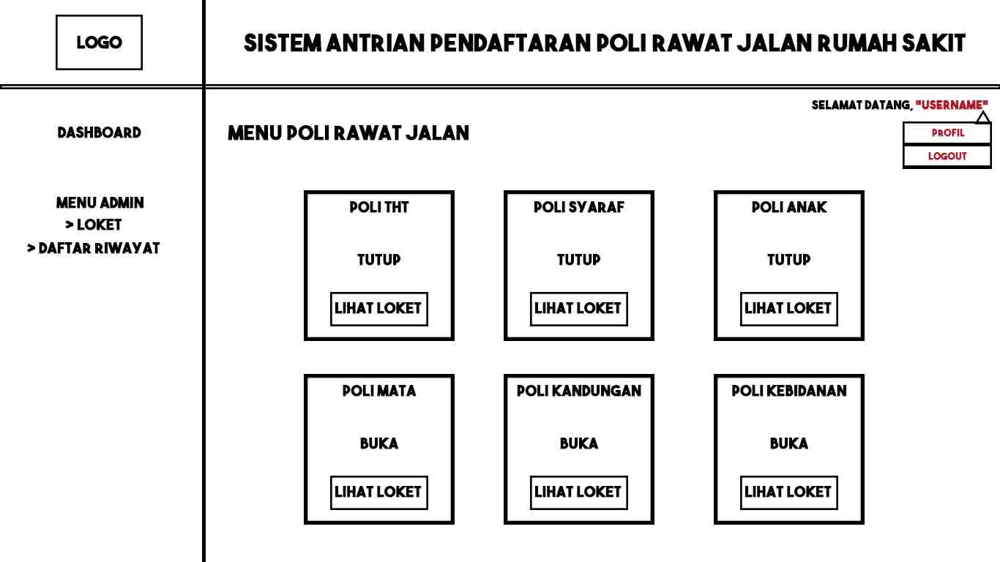 LOGO
SISTEM ANTRIAN PENDAFTARAN POLI RAWAT JALAN RUMAH SAKIT
SELAMAT DATANG, "USERNAME"
PROFIL
LOGOUT
DASHBOARD
MENU ADMIN
> LOKET
> DAFTAR RIWAYAT
MENU POLI RAWAT JALAN
POLI THT
TUTUP
LIHAT LOKET
POLI SYARAF
TUTUP
LIHAT LOKET
POLI ANAK
TUTUP
LIHAT LOKET
POLI MATA
BUKA
LIHAT LOKET
POLI KANDUNGAN
BUKA
LIHAT LOKET
POLI KEBIDANAN
BUKA
LIHAT LOKET